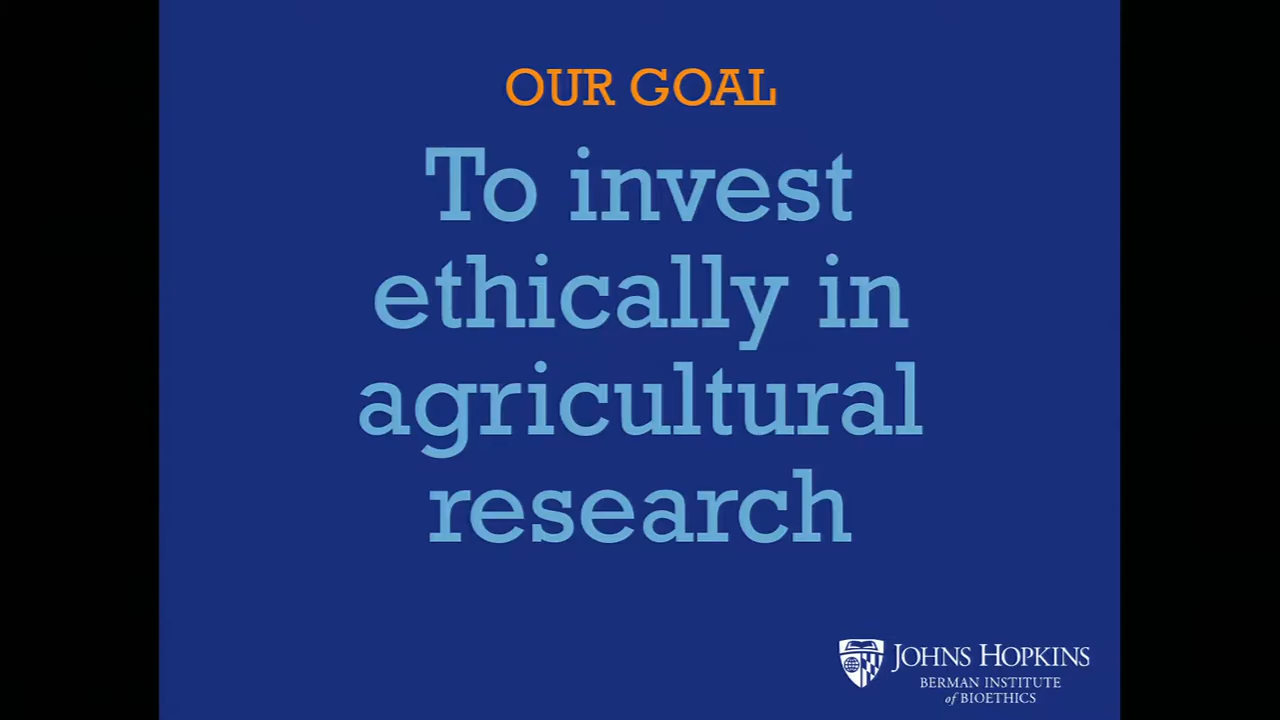 OUR GOAL
To invest
ethically in
agricultural
research
JOHNS HOPKINS
BERMAN INSTITUTE
of BIOETHICS